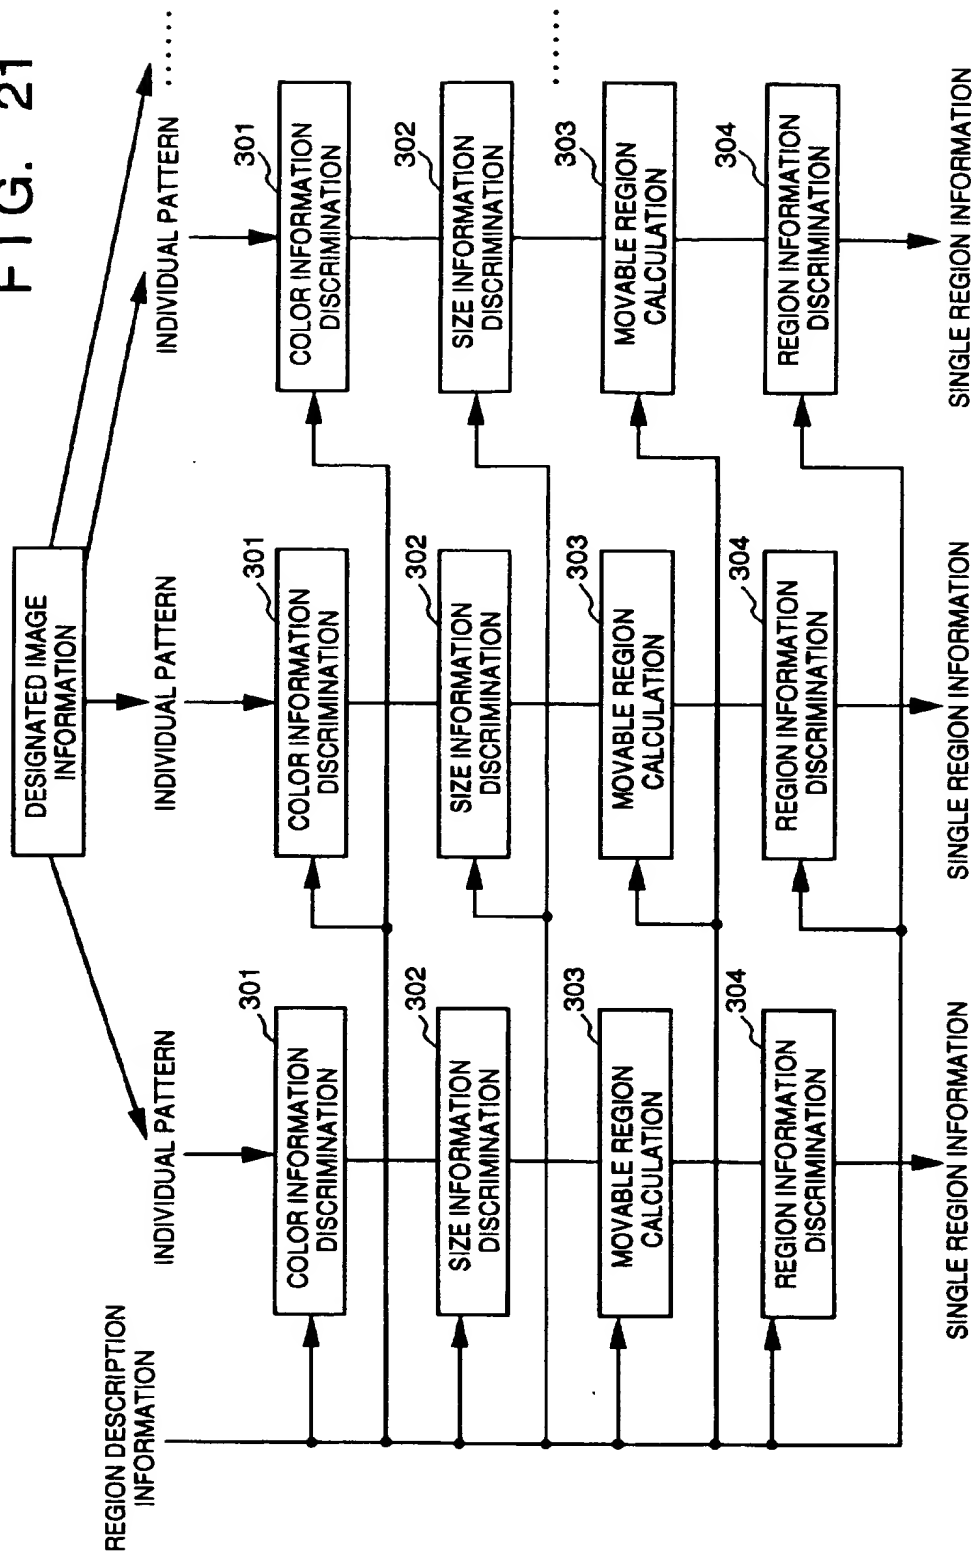 FIG. 21
DESIGNATED IMAGE
INFORMATION
REGION DESCRIPTION
INFORMATION
INDIVIDUAL PATTERN
INDIVIDUAL PATTERN
INDIVIDUAL PATTERN
......
301
COLOR INFORMATION
DISCRIMINATION
301
COLOR INFORMATION
DISCRIMINATION
301
COLOR INFORMATION
DISCRIMINATION
302
SIZE INFORMATION
DISCRIMINATION
302
SIZE INFORMATION
DISCRIMINATION
302
SIZE INFORMATION
DISCRIMINATION
......
303
MOVABLE REGION
CALCULATION
303
MOVABLE REGION
CALCULATION
303
MOVABLE REGION
CALCULATION
304
REGION INFORMATION
DISCRIMINATION
304
REGION INFORMATION
DISCRIMINATION
304
REGION INFORMATION
DISCRIMINATION
SINGLE REGION INFORMATION
SINGLE REGION INFORMATION
SINGLE REGION INFORMATION